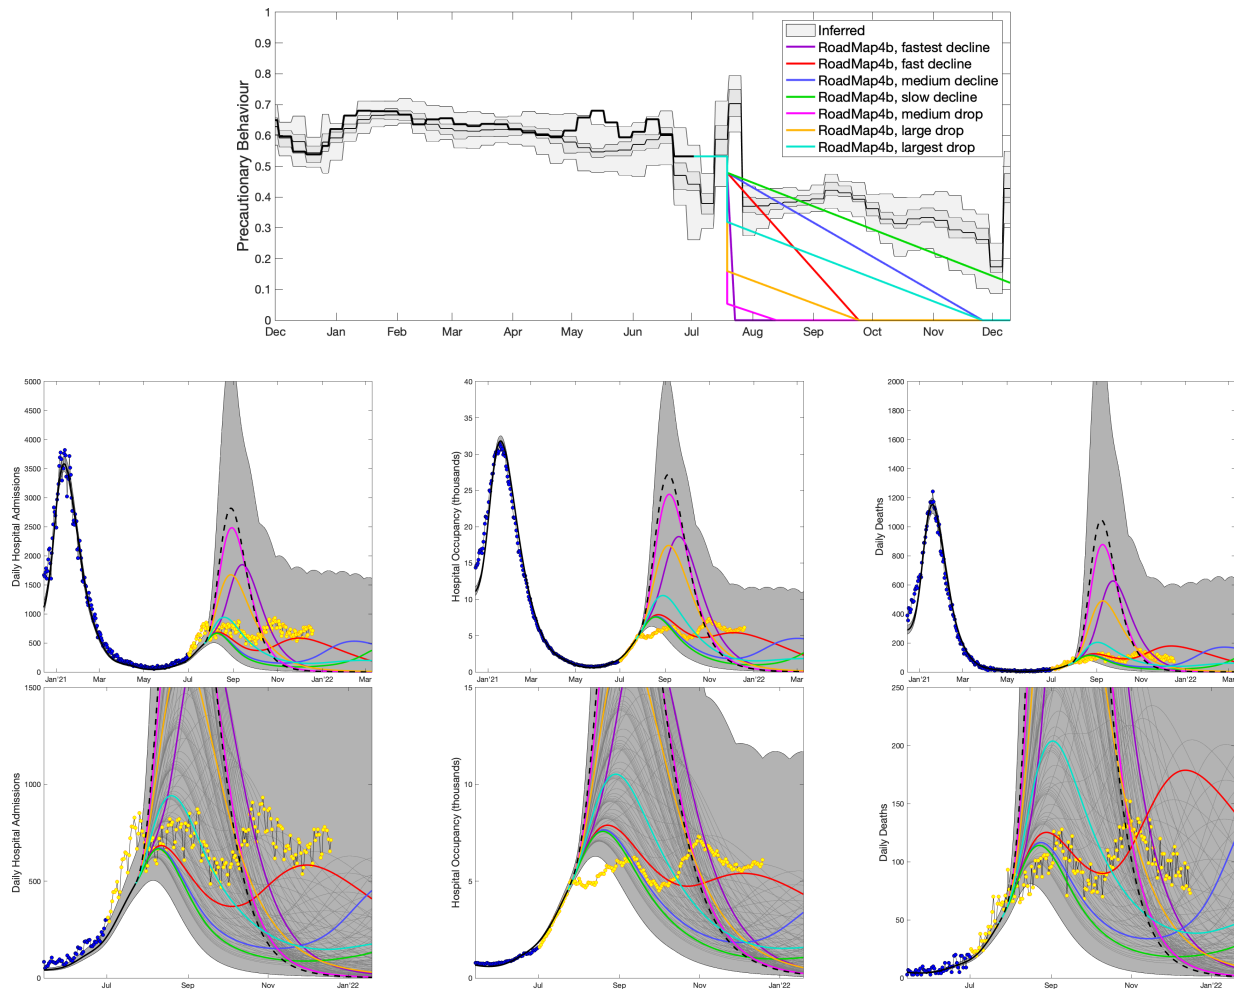 Precautionary Behaviour
1
0.9
0.8
0.7
0.6
0.5
0.4
0.3
0.2
0.1
0
Dec Jan Feb Mar Apr May Jun Jul Aug Sep Oct Nov Dec
Inferred
RoadMap4b, fastest decline
RoadMap4b, fast decline
RoadMap4b, medium decline
RoadMap4b, slow decline
RoadMap4b, medium drop
RoadMap4b, large drop
RoadMap4b, largest drop
Daily Hospital Admissions
5000
4500
4000
3500
3000
2500
2000
1500
1000
500
0
Jan'21 Mar May Jul Sep Nov Jan'22 Mar
Hospital Occupancy (thousands)
40
35
30
25
20
15
10
5
0
Jan'21 Mar May Jul Sep Nov Jan'22 Mar
Daily Deaths
2000
1800
1600
1400
1200
1000
800
600
400
200
0
Jan'21 Mar May Jul Sep Nov Jan'22 Mar
Daily Hospital Admissions
1500
1000
500
0
Jul Sep Nov Jan'22
Hospital Occupancy (thousands)
15
10
5
0
Jul Sep Nov Jan'22
Daily Deaths
250
200
150
100
50
0
Jul Sep Nov Jan'22